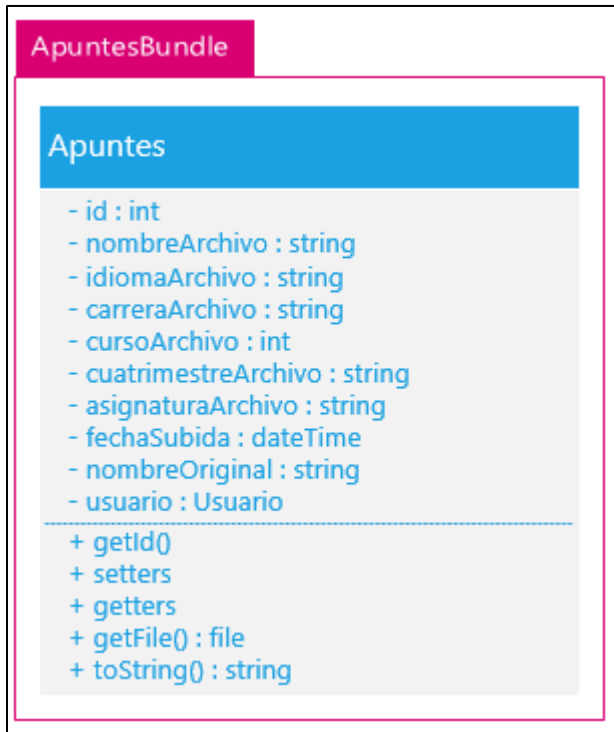 ApuntesBundle
Apuntes
- id : int
- nombreArchivo : string
- idiomaArchivo : string
- carreraArchivo : string
- cursoArchivo : int
- cuatrimestreArchivo : string
- asignaturaArchivo : string
- fechaSubida : dateTime
- nombreOriginal : string
- usuario : Usuario
+ getId()
+ setters
+ getters
+ getFile() : file
+ toString() : string